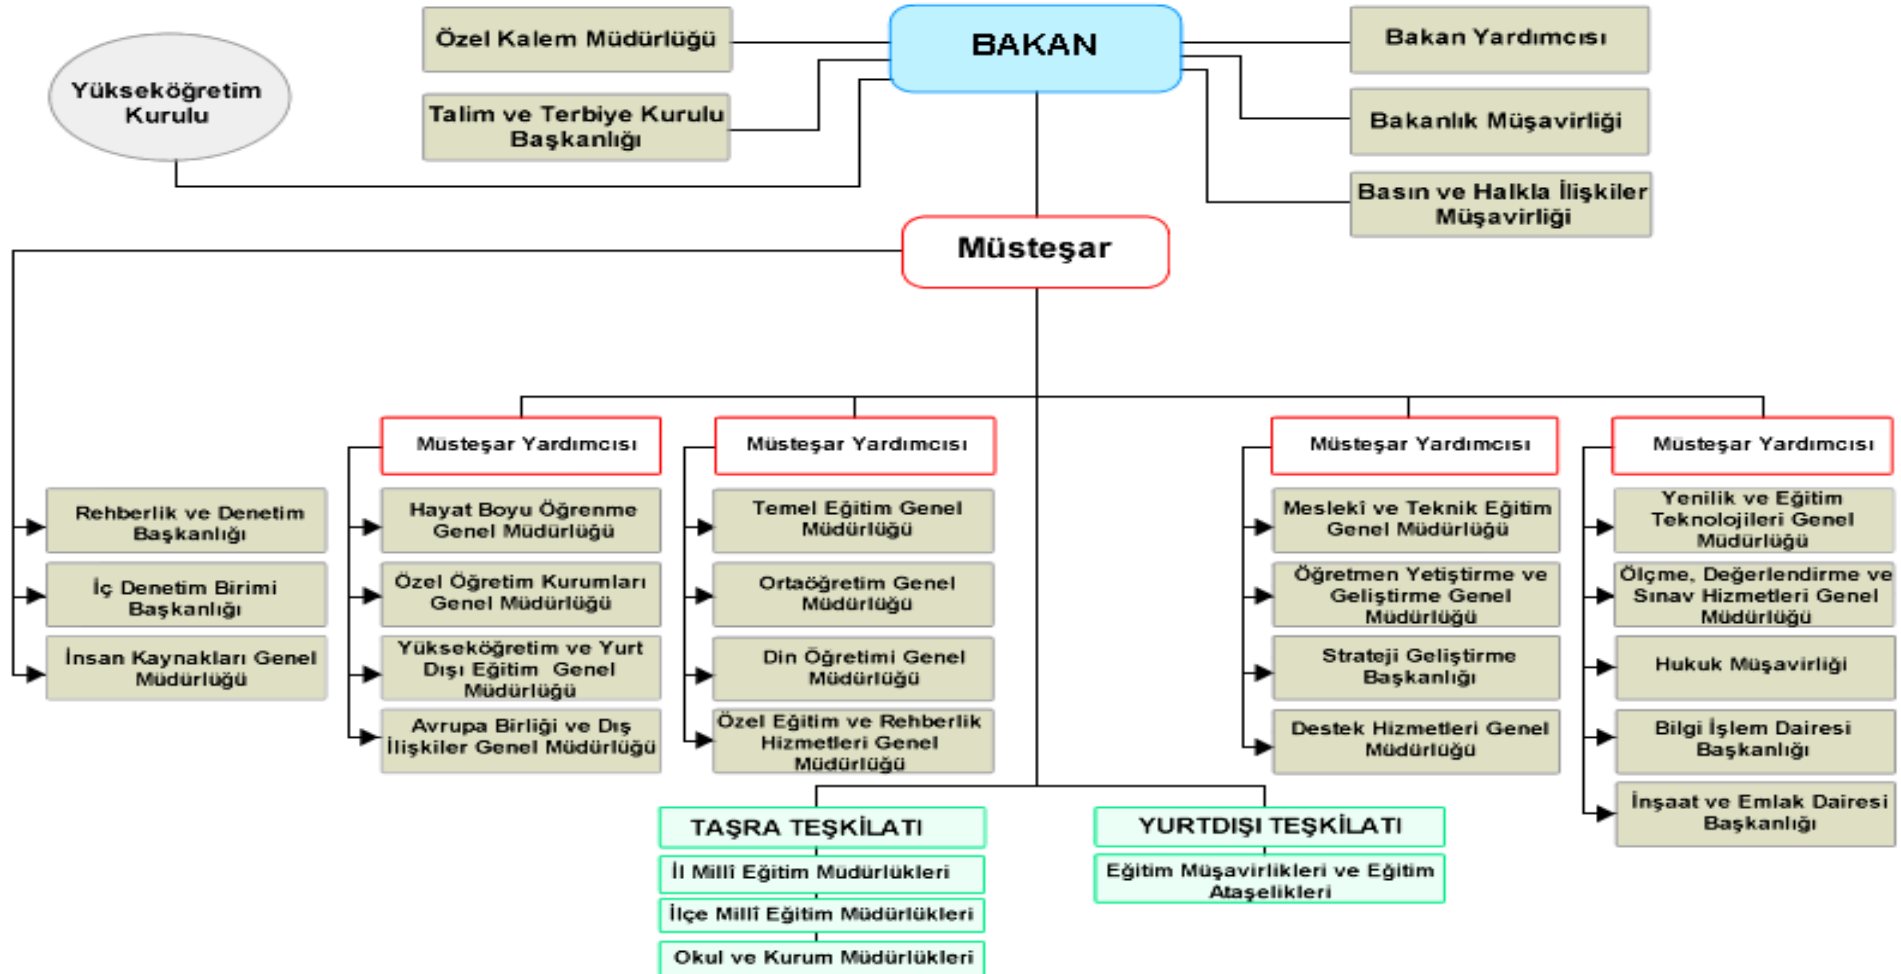 Özel Kalem Müdürlüğü
BAKAN
Bakan Yardımcısı
Yükseköğretim
Kurulu
Talim ve Terbiye Kurulu
Başkanlığı
Bakanlık Müşavirliği
Basın ve Halkla İlişkiler
Müşavirliği
Müsteşar
Müsteşar Yardımcısı
Müsteşar Yardımcısı
Müsteşar Yardımcısı
Müsteşar Yardımcısı
Rehberlik ve Denetim
Başkanlığı
İç Denetim Birimi
Başkanlığı
İnsan Kaynakları Genel
Müdürlüğü
Hayat Boyu Öğrenme
Genel Müdürlüğü
Özel Öğretim Kurumları
Genel Müdürlüğü
Yükseköğretim ve Yurt
Dışı Eğitim Genel
Müdürlüğü
Avrupa Birliği ve Dış
İlişkiler Genel Müdürlüğü
Temel Eğitim Genel
Müdürlüğü
Ortaöğretim Genel
Müdürlüğü
Din Öğretimi Genel
Müdürlüğü
Özel Eğitim ve Rehberlik
Hizmetleri Genel
Müdürlüğü
Meslekî ve Teknik Eğitim
Genel Müdürlüğü
Öğretmen Yetiştirme ve
Geliştirme Genel
Müdürlüğü
Strateji Geliştirme
Başkanlığı
Destek Hizmetleri Genel
Müdürlüğü
Yenilik ve Eğitim
Teknolojileri Genel
Müdürlüğü
Ölçme, Değerlendirme ve
Sınav Hizmetleri Genel
Müdürlüğü
Hukuk Müşavirliği
Bilgi İşlem Dairesi
Başkanlığı
İnşaat ve Emlak Dairesi
Başkanlığı
TAŞRA TEŞKİLATI
İl Millî Eğitim Müdürlükleri
İlçe Millî Eğitim Müdürlükleri
Okul ve Kurum Müdürlükleri
YURTDIŞI TEŞKİLATI
Eğitim Müşavirlikleri ve Eğitim
Ataşelikleri